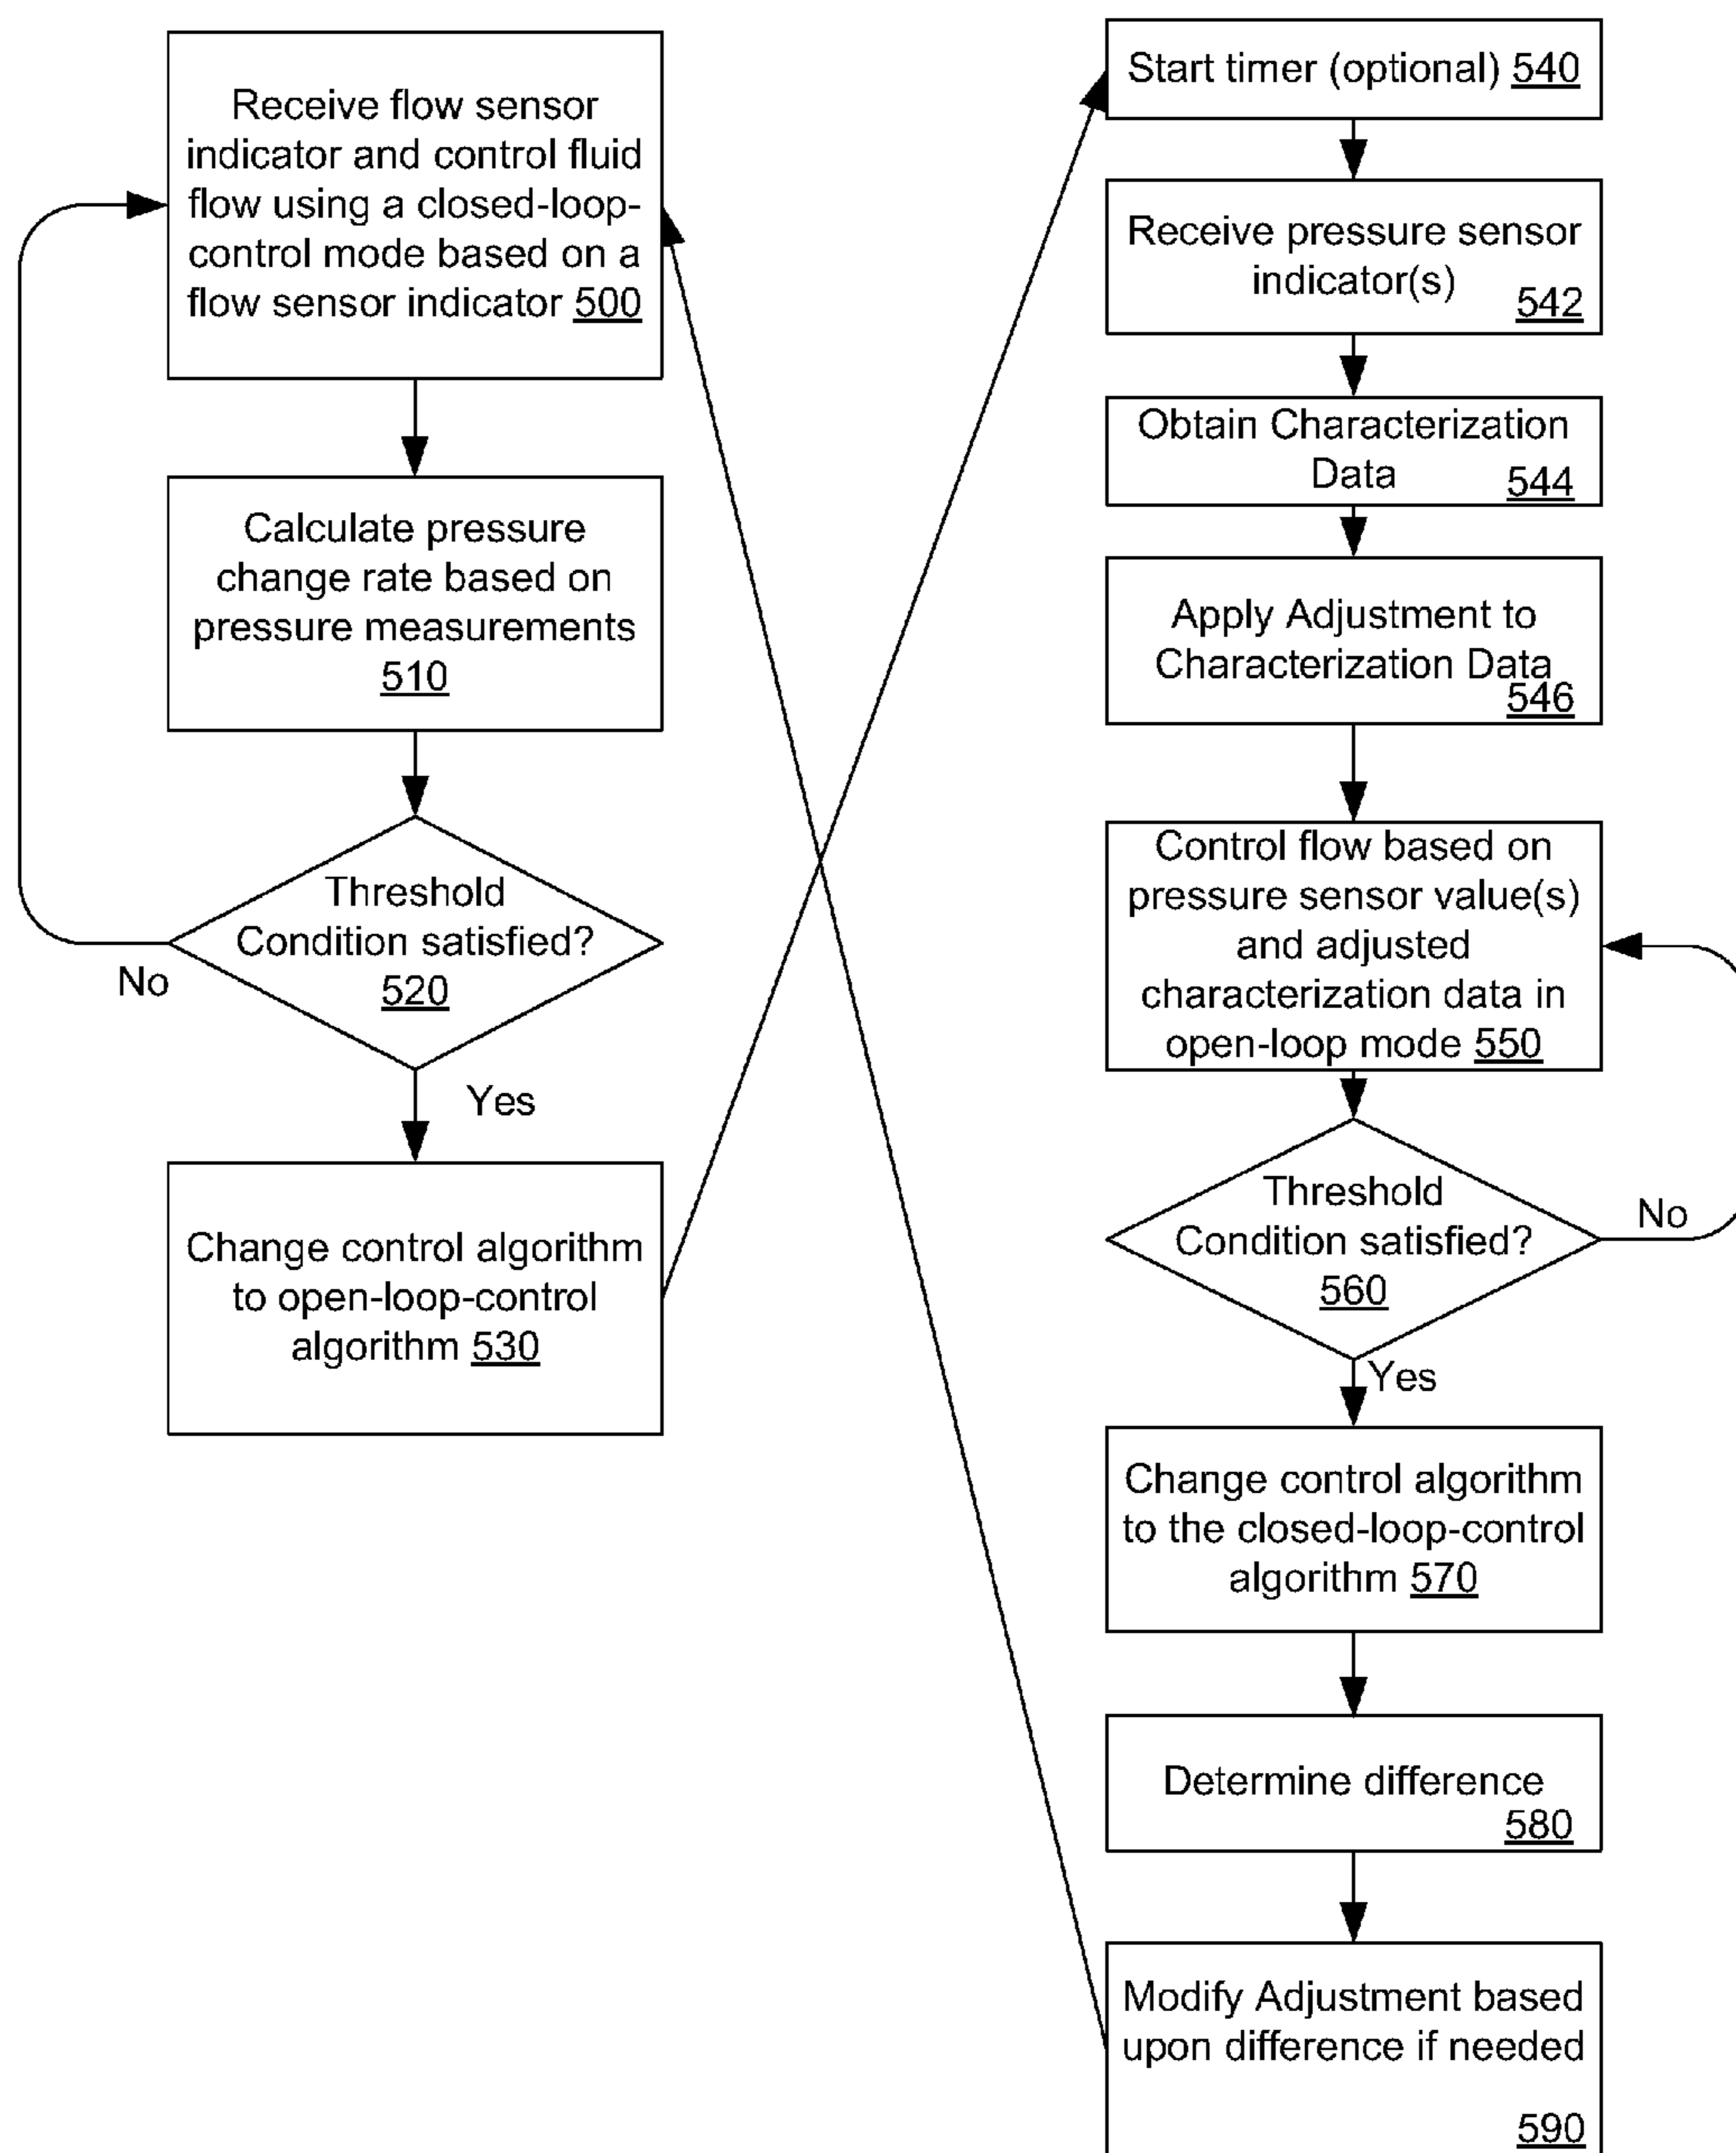 Receive flow sensor
indicator and control fluid
flow using a closed-loop-
control mode based on a
flow sensor indicator 500
Calculate pressure
change rate based on
pressure measurements
510
Threshold
Condition satisfied?
520
No
Yes
Change control algorithm
to open-loop-control
algorithm 530
Start timer (optional) 540
Receive pressure sensor
indicator(s)
542
Obtain Characterization
Data 544
Apply Adjustment to
Characterization Data
546
Control flow based on
pressure sensor value(s)
and adjusted
characterization data in
open-loop mode 550
Threshold
Condition satisfied?
560
No
Yes
Change control algorithm
to the closed-loop-control
algorithm 570
Determine difference
580
Modify Adjustment based
upon difference if needed
590